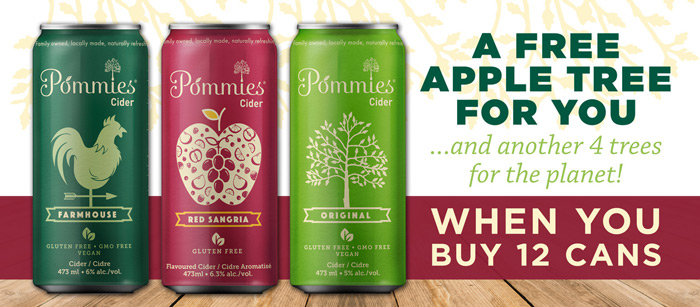 family owned, locally made, naturally refreshing
Pommies®
Cider
FARMHOUSE
GLUTEN FREE • GMO FREE
VEGAN
Cider / Cidre
473 ml • 6% alc./vol.
family owned, locally made, naturally
Pommies®
Cider
RED SANGRIA
GLUTEN FREE
Flavoured Cider / Cidre Aromatisé
473ml • 6.3% alc./vol.
family owned, locally made, naturally
Pommies®
Cider
ORIGINAL
GLUTEN FREE • GMO FREE
VEGAN
Cider / Cidre
473 ml • 5% alc./vol.
A FREE
APPLE TREE
FOR YOU
...and another 4 trees
for the planet!
WHEN YOU
BUY 12 CANS